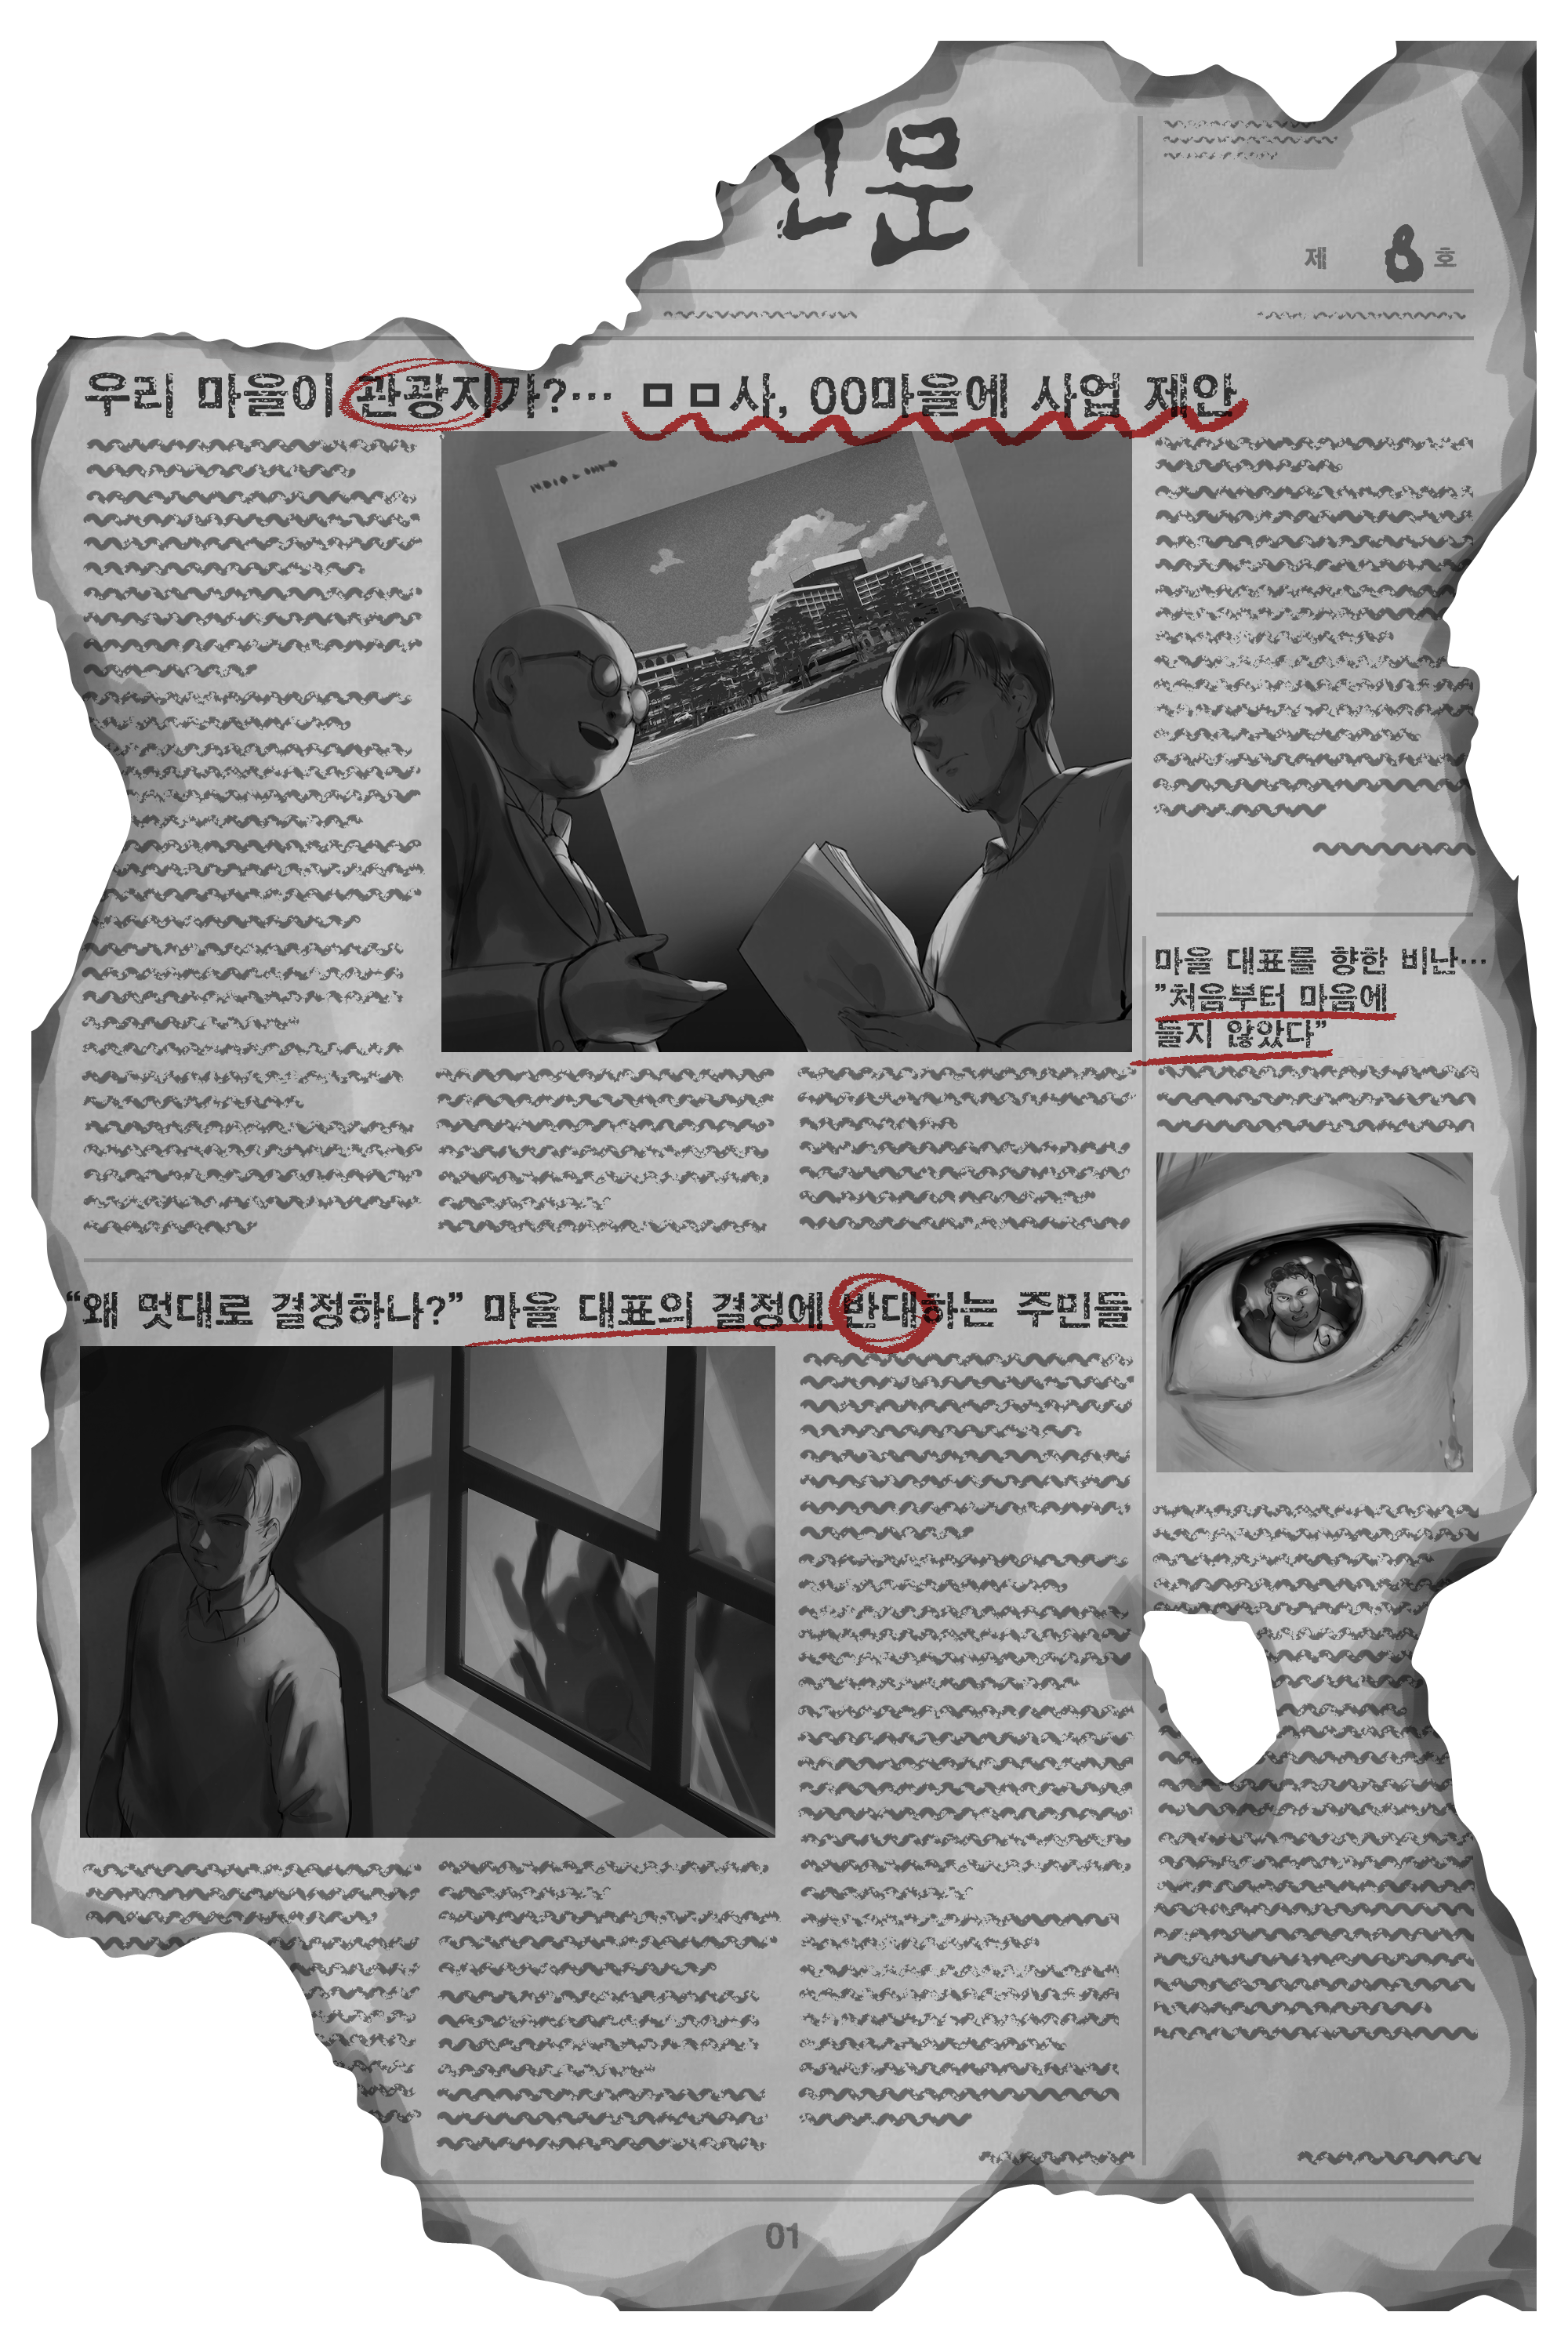 문
제 8 호
우리 마을이 관광지가?… ㅁㅁ사, 00마을에 사업 제안
마을 대표를 향한 비난…
"처음부터 마음에
들지 않았다"
“왜 멋대로 결정하나?” 마을 대표의 결정에 반대하는 주민들
01